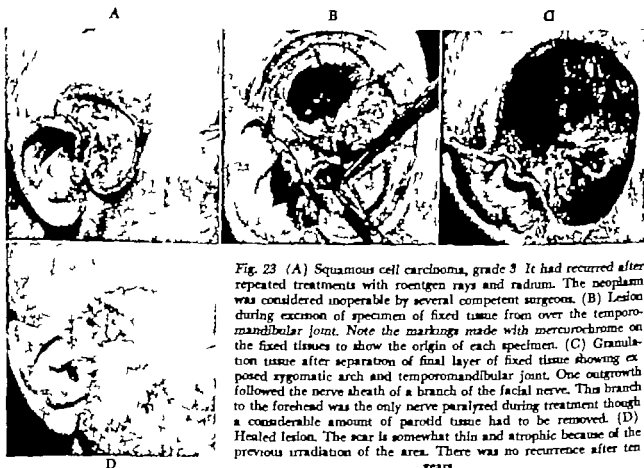 A
B
C
Fig. 23 (A) Squamous cell carcinoma, grade 3 It had recurred after
repeated treatments with roentgen rays and radium. The neoplasm
was considered inoperable by several competent surgeons. (B) Lesion
during excision of specimen of fixed tissue from over the temporo-
mandibular joint. Note the markings made with mercurochrome on
the fixed tissues to show the origin of each specimen. (C) Granula-
tion tissue after separation of final layer of fixed tissue showing ex
posed zygomatic arch and temporomandibular joint. One outgrowth
followed the nerve sheath of a branch of the facial nerve. This branch
to the forehead was the only nerve paralyzed during treatment though
a considerable amount of parotid tissue had to be removed. (D)
Healed lesion. The scar is somewhat thin and atrophic because of the
previous irradiation of the area. There was no recurrence after ten
years
D